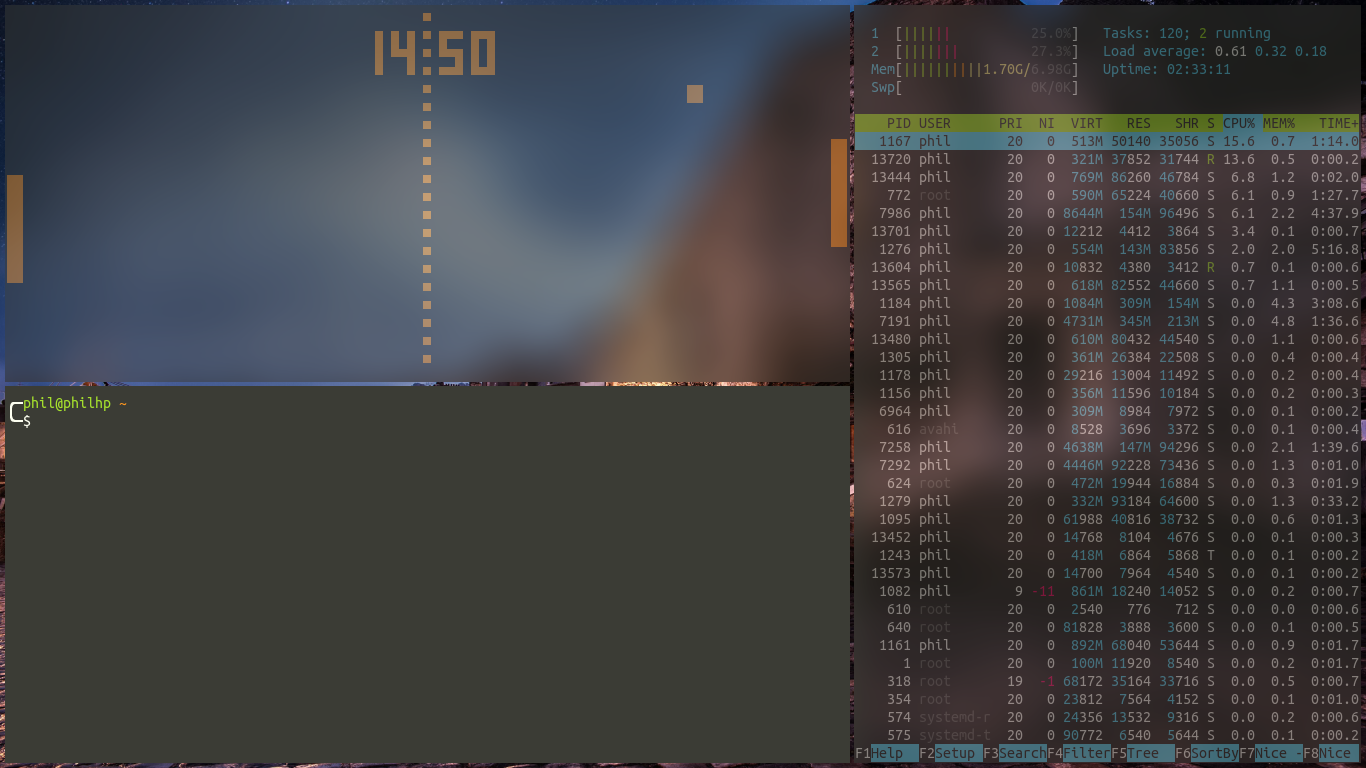 14:50
phil@philhp ~
$
1 [|||||| 25.0%] Tasks: 120; 2 running
2 [||||||| 27.3%] Load average: 0.61 0.32 0.18
Mem[||||||||||1.70G/6.98G] Uptime: 02:33:11
Swp[ 0K/0K]
PID USER PRI NI VIRT RES SHR S CPU% MEM% TIME+
1167 phil 20 0 513M 50140 35056 S 15.6 0.7 1:14.0
13720 phil 20 0 321M 37852 31744 R 13.6 0.5 0:00.2
13444 phil 20 0 769M 86260 46784 S 6.8 1.2 0:02.0
772 root 20 0 590M 65224 40660 S 6.1 0.9 1:27.7
7986 phil 20 0 8644M 154M 96496 S 6.1 2.2 4:37.9
13701 phil 20 0 12212 4412 3864 S 3.4 0.1 0:00.7
1276 phil 20 0 554M 143M 83856 S 2.0 2.0 5:16.8
13604 phil 20 0 10832 4380 3412 R 0.7 0.1 0:00.6
13565 phil 20 0 618M 82552 44660 S 0.7 1.1 0:00.5
1184 phil 20 0 1084M 309M 154M S 0.0 4.3 3:08.6
7191 phil 20 0 4731M 345M 213M S 0.0 4.8 1:36.6
13480 phil 20 0 610M 80432 44540 S 0.0 1.1 0:00.6
1305 phil 20 0 361M 26384 22508 S 0.0 0.4 0:00.4
1178 phil 20 0 29216 13004 11492 S 0.0 0.2 0:00.4
1156 phil 20 0 356M 11596 10184 S 0.0 0.2 0:00.3
6964 phil 20 0 309M 8984 7972 S 0.0 0.1 0:00.2
616 avahi 20 0 8528 3696 3372 S 0.0 0.1 0:00.4
7258 phil 20 0 4638M 147M 94296 S 0.0 2.1 1:39.6
7292 phil 20 0 4446M 92228 73436 S 0.0 1.3 0:01.0
624 root 20 0 472M 19944 16884 S 0.0 0.3 0:01.9
1279 phil 20 0 332M 93184 64600 S 0.0 1.3 0:33.2
1095 phil 20 0 61988 40816 38732 S 0.0 0.6 0:01.3
13452 phil 20 0 14768 8104 4676 S 0.0 0.1 0:00.3
1243 phil 20 0 418M 6864 5868 T 0.0 0.1 0:00.2
13573 phil 20 0 14700 7964 4540 S 0.0 0.1 0:00.2
1082 phil 9 -11 861M 18240 14052 S 0.0 0.2 0:00.7
610 root 20 0 2540 776 712 S 0.0 0.0 0:00.6
640 root 20 0 81828 3888 3600 S 0.0 0.1 0:00.5
1161 phil 20 0 892M 68040 53644 S 0.0 0.9 0:01.7
1 root 20 0 100M 11920 8540 S 0.0 0.2 0:01.7
318 root 19 -1 68172 35164 33716 S 0.0 0.5 0:00.7
354 root 20 0 23812 7564 4152 S 0.0 0.1 0:01.0
574 systemd-r 20 0 24356 13532 9316 S 0.0 0.2 0:00.6
575 systemd-t 20 0 90772 6540 5644 S 0.0 0.1 0:00.2
F1Help F2Setup F3SearchF4FilterF5Tree F6SortByF7Nice -F8Nice